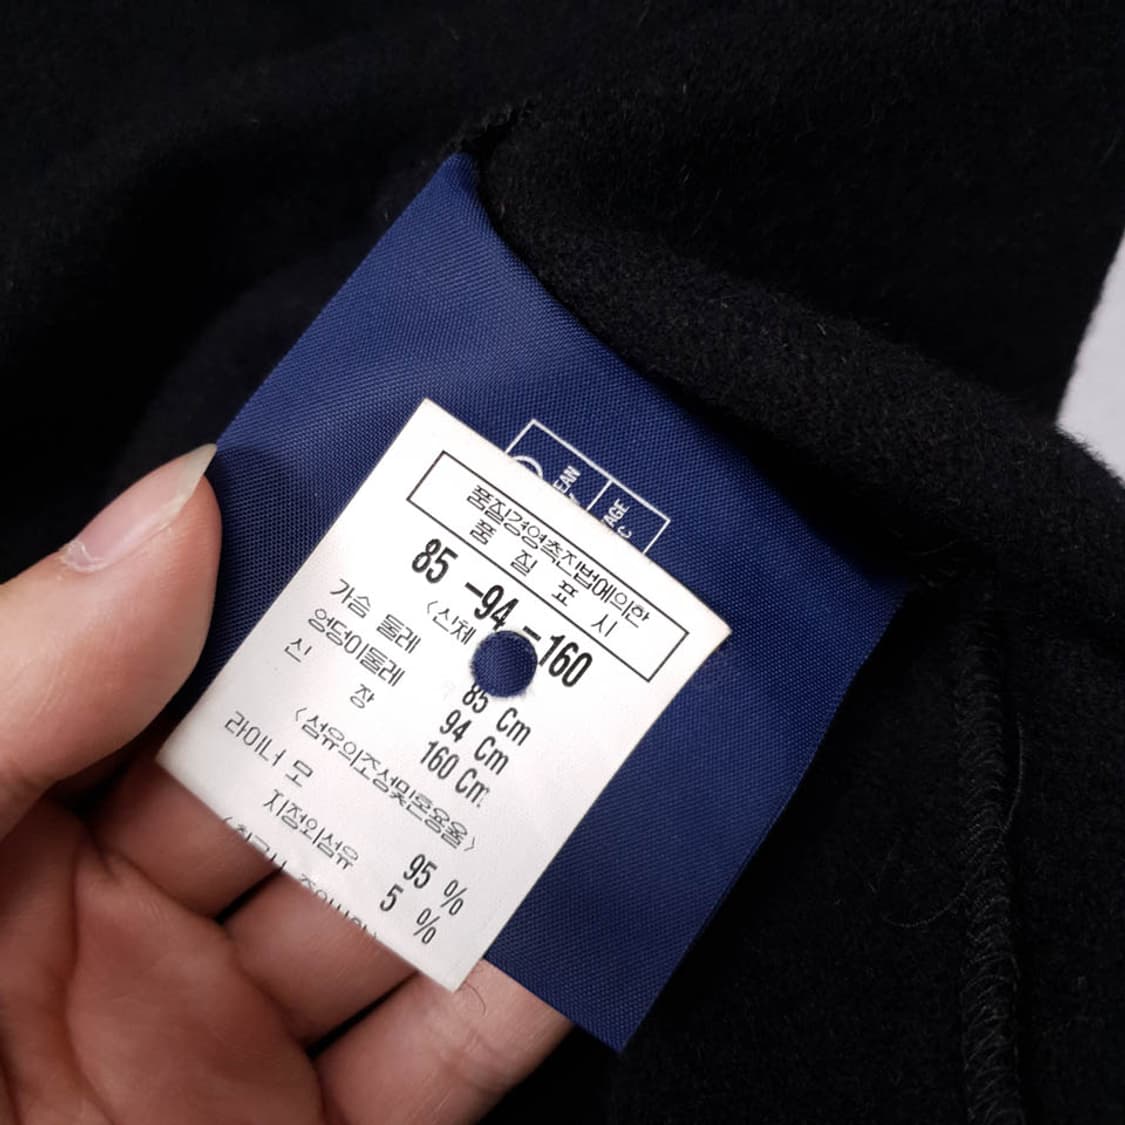 EAM
AGE
C
품질경영촉진법에의한
품 질 표 시
85 -94 -160
〈신체
가슴 둘레 85 Cm
엉덩이둘레 94 Cm
신 장 160 Cm
〈섬유의조성및혼용율〉
라이너 모 95 %
지정외섬유 5 %